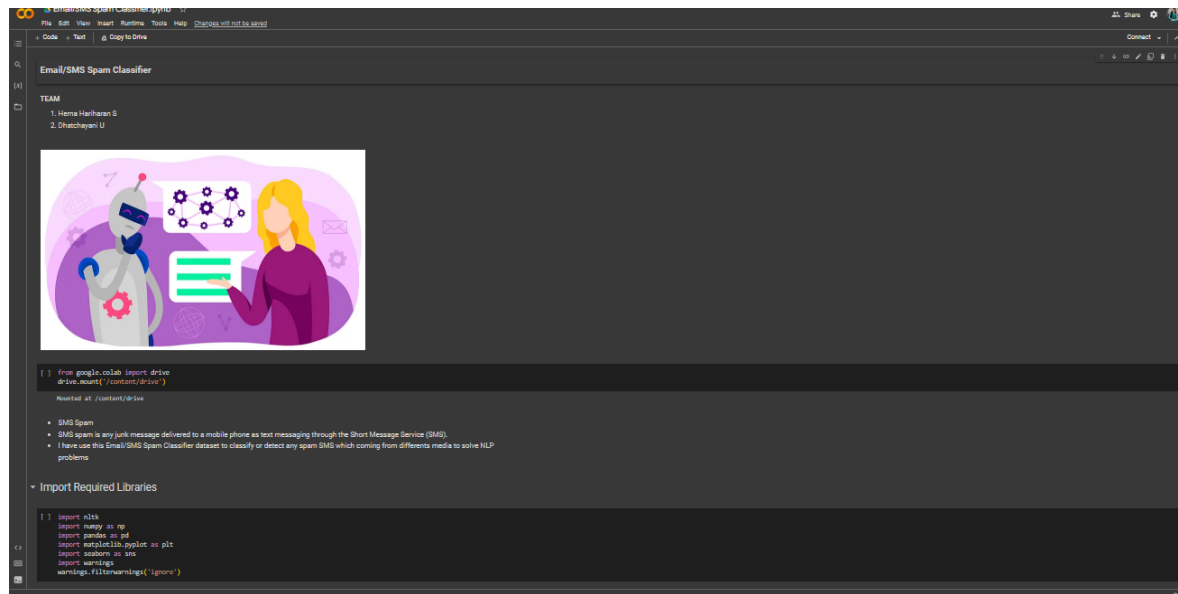 Email/SMS Spam Classifier.ipynb
File Edit View Insert Runtime Tools Help Changes will not be saved
Share
+ Code + Text Copy to Drive
Connect
Email/SMS Spam Classifier
{x}
TEAM
1. Hema Hariharan S
2. Dhatchayani U
[ ] from google.colab import drive
drive.mount('/content/drive')
Mounted at /content/drive
• SMS Spam
• SMS spam is any junk message delivered to a mobile phone as text messaging through the Short Message Service (SMS).
• I have use this Email/SMS Spam Classifier dataset to classify or detect any spam SMS which coming from differents media to solve NLP
problems
Import Required Libraries
[ ] import nltk
import numpy as np
import pandas as pd
import matplotlib.pyplot as plt
import seaborn as sns
import warnings
warnings.filterwarnings('ignore')